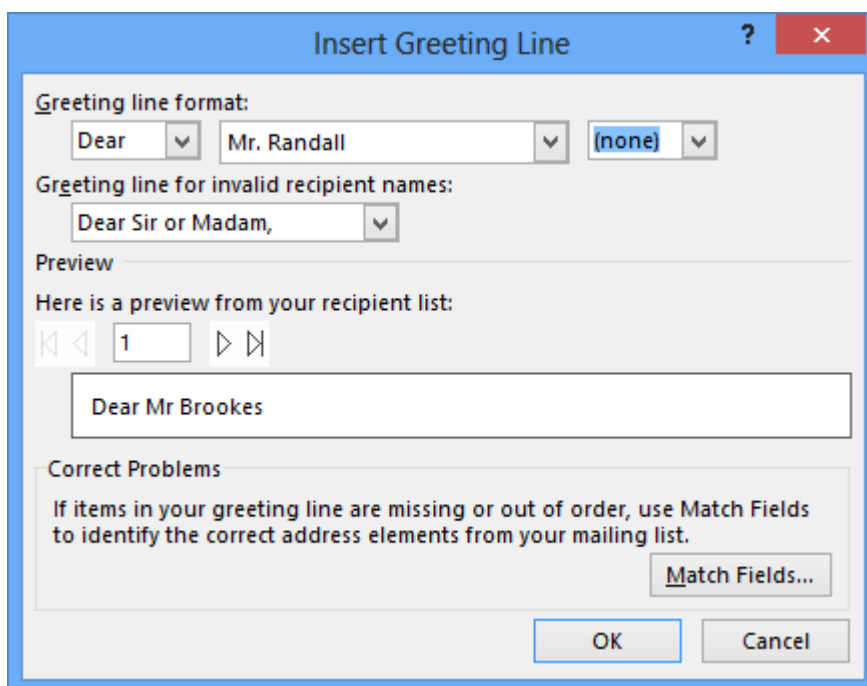 Insert Greeting Line
?
×
Greeting line format:
Dear Mr. Randall (none)
Greeting line for invalid recipient names:
Dear Sir or Madam,
Preview
Here is a preview from your recipient list:
1
Dear Mr Brookes
Correct Problems
If items in your greeting line are missing or out of order, use Match Fields
to identify the correct address elements from your mailing list.
Match Fields...
OK Cancel